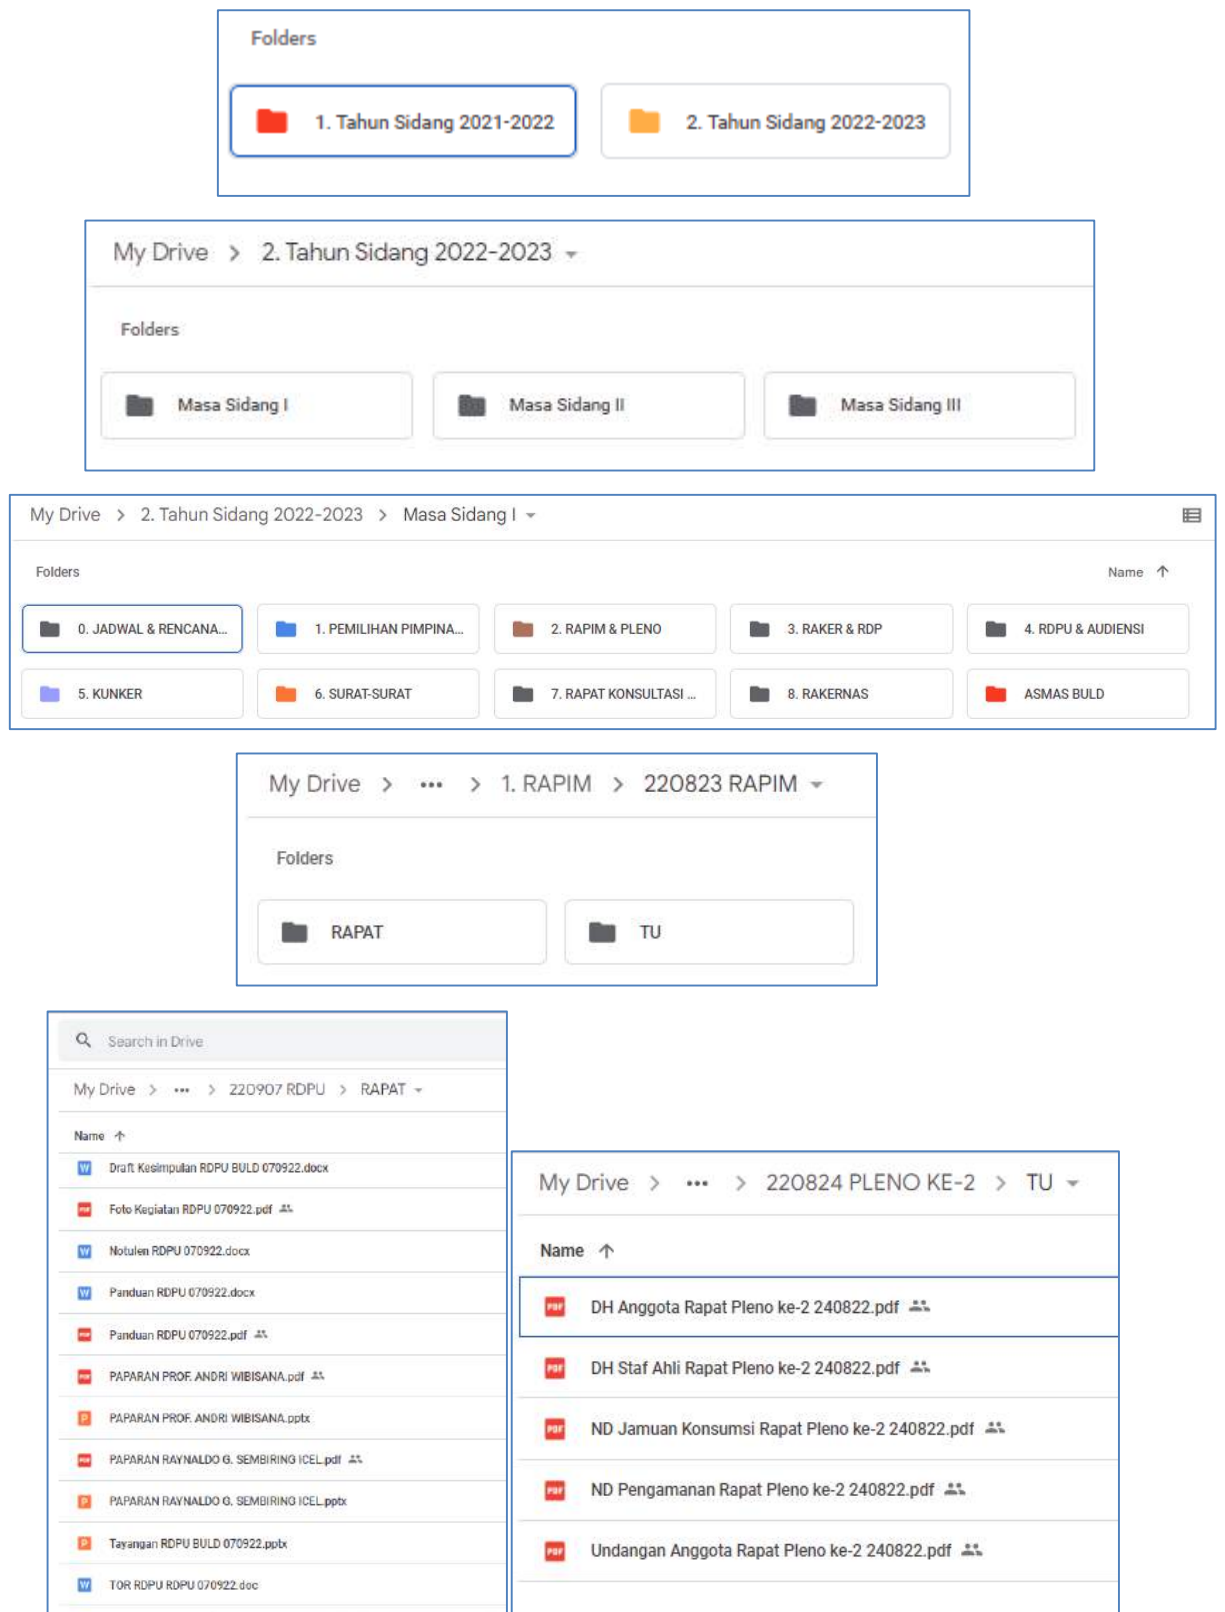 Folders
1. Tahun Sidang 2021-2022
2. Tahun Sidang 2022-2023
My Drive > 2. Tahun Sidang 2022-2023
Folders
Masa Sidang I
Masa Sidang II
Masa Sidang III
My Drive > 2. Tahun Sidang 2022-2023 > Masa Sidang I
Folders
Name
0. JADWAL & RENCANA...
1. PEMILIHAN PIMPINA...
2. RAPIM & PLENO
3. RAKER & RDP
4. RDPU & AUDIENSI
5. KUNKER
6. SURAT-SURAT
7. RAPAT KONSULTASI ...
8. RAKERNAS
ASMAS BULD
My Drive > ••• > 1. RAPIM > 220823 RAPIM
Folders
RAPAT
TU
Search in Drive
My Drive > ••• > 220907 RDPU > RAPAT
Name
Draft Kesimpulan RDPU BULD 070922.docx
Foto Kegiatan RDPU 070922.pdf
Notulen RDPU 070922.docx
Panduan RDPU 070922.docx
Panduan RDPU 070922.pdf
PAPARAN PROF. ANDRI WIBISANA.pdf
PAPARAN PROF. ANDRI WIBISANA.pptx
PAPARAN RAYNALDO G. SEMBIRING ICEL.pdf
PAPARAN RAYNALDO G. SEMBIRING ICEL.pptx
Tayangan RDPU BULD 070922.pptx
TOR RDPU RDPU 070922.doc
My Drive > ••• > 220824 PLENO KE-2 > TU
Name
DH Anggota Rapat Pleno ke-2 240822.pdf
DH Staf Ahli Rapat Pleno ke-2 240822.pdf
ND Jamuan Konsumsi Rapat Pleno ke-2 240822.pdf
ND Pengamanan Rapat Pleno ke-2 240822.pdf
Undangan Anggota Rapat Pleno ke-2 240822.pdf